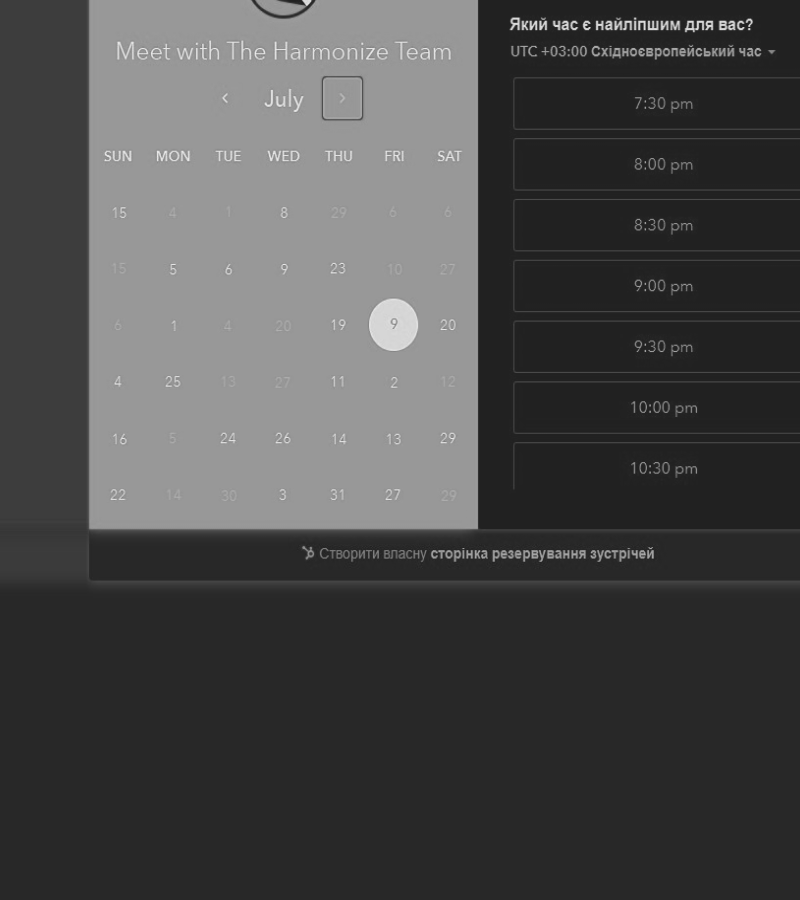 Meet with The Harmonize Team
July
SUN MON TUE WED THU FRI SAT
15 4 1 8 29 6 6
15 5 6 9 23 10 27
6 1 4 20 19 9 20
4 25 13 27 11 2 12
16 5 24 26 14 13 29
22 14 30 3 31 27 29
Який час є найліпшим для вас?
UTC +03:00 Східноєвропейський час
7:30 pm
8:00 pm
8:30 pm
9:00 pm
9:30 pm
10:00 pm
10:30 pm
Створити власну сторінка резервування зустрічей